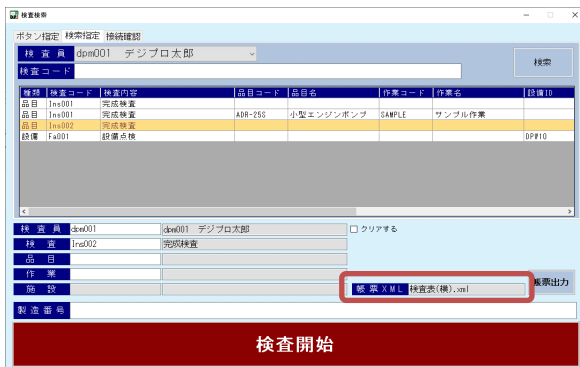 検査検索
ボタン指定 検索指定 接続確認
検査員 dpm001 デジプロ太郎
検索
検査コード
種類 検査コード 検査内容 品目コード 品目名 作業コード 作業名 設備ID
品目 Ins001 完成検査
品目 Ins001 完成検査 ADR-25S 小型エンジンポンプ SAMPLE サンプル作業
品目 Ins002 完成検査
設備 Fa001 設備点検 DPW10
検査員 dpm001 dpm001 デジプロ太郎 クリアする
検査 Ins002 完成検査
品目
作業
施設 帳票XML 検査表(横).xml 帳票出力
製造番号
検査開始